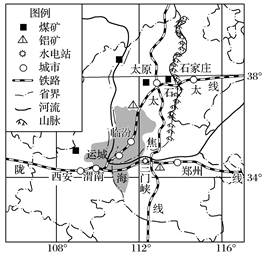 图例
煤矿
铝矿
水电站
城市
铁路
省界
河流
山脉
太原
石家庄
38°
石
太
线
太
焦
线
临汾
运城
陇
西安
渭南
海
三门峡
郑州
线
34°
108°
112°
116°